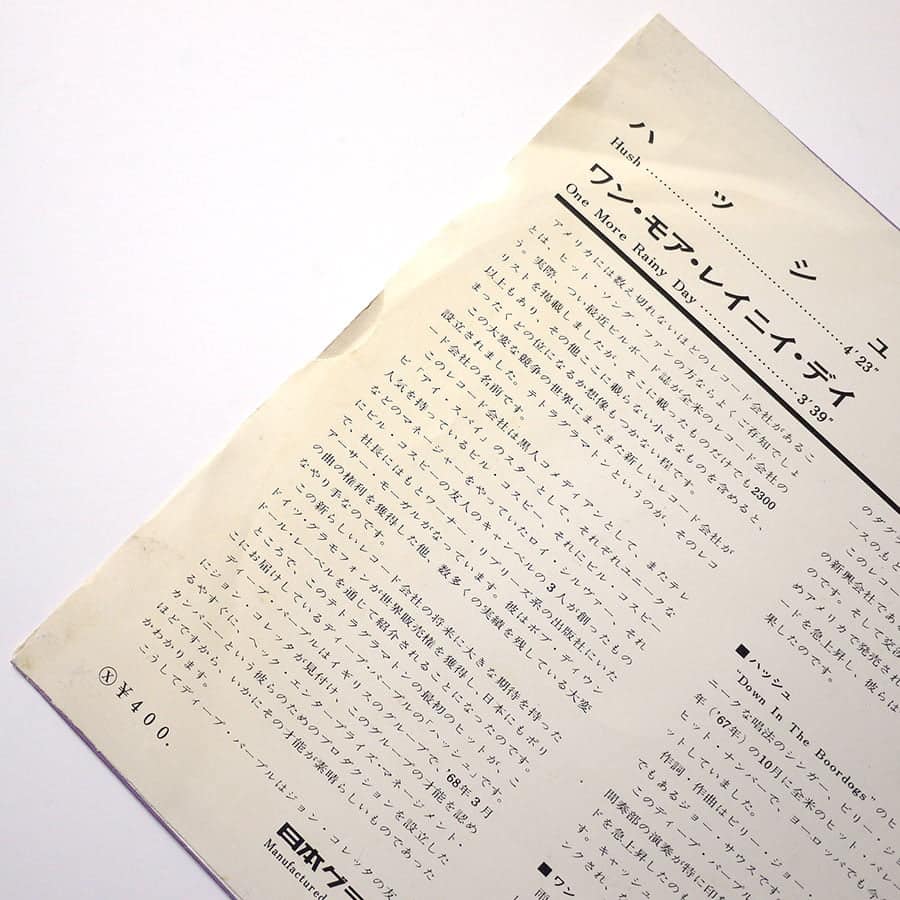 ハッシュ
Hush 4'23"
ワン・モア・レイニイ・デイ
One More Rainy Day 3'39"
アメリカには数え切れないほどのレコード会社があるこ
とは、ヒット・ソング・ファンの方ならよくご存知でしょ
う。実際、つい最近ビルボード誌が全米のレコード会社の
リストを掲載しましたが、そこに載ったものだけでも2300
以上もあり、その他ここに載らない小さなものを含めると、
まったくどの位になるか想像もつかない程です。
この大変な競争の世界にまたまた新しいレコード会社が
設立されました。テトラグラマトンというのが、そのレコ
ード会社の名前です。
このレコード会社は黒人コメディアンとして、またテレ
ビ「アイ・スパイ」のスターとして、それぞれユニークな
人気を持っているビル・コスビー、それにビル・コスビー
にビル・コスビーの友人のキャンベルの3人が創ったもの
などのマネージャーをやっていたロイ・シルヴァー、それ
で、社長にはもとワーナー・リプリーズ系の出版社にいた
アーサー・モーガルがなっています。彼はボブ・ディラン
の曲の権利を獲得した他、数多くの実績を残している大変
なやり手なのです。
この新らしいレコード会社の将来に大きな期待を持った
ドイツ・グラモフォンが世界販売権を獲得し、日本にもポリ
ドール・レーベルを通じて紹介されることになったのです。
ところで、このテトラグラマトンの最初のヒットが、こ
こにお届けしているディープ・パープルの「ハッシュ」です。
ディープ・パープルはイギリスのグループで、'68年3月
にジョン・コレッタが見付け、このグループの才能を認め
るやすぐに、ヘック・エンタープライズ・マネージメント・
カンパニーという彼らのためのプロダクションを設立した
ほどですから、いかにその才能が素晴らしいものであった
かわかります。
こうしてディープ・パープルはジョン・コレッタの友
のダグ
ースのもと
このレコー
の新興会社であ
のです。そして交渉
めアメリカで発売され
ードを急上昇し、彼らは
果したのです。
■ハッシュ
"Down In The Boordogs"のヒ
ニークな唱法のシンガー、ビリー・ジョ
年('67年)の10月に全米のヒット・パレー
ヒット・ナンバーで、ヨーロッパでも今
ットしていました。
作詞・作曲はビリー・ジ
でもあるジョー・サウス
このディープ・パープル
間奏部の演奏が特に印
ドを急上昇したもの
す。キャッシュ
ンクされ、
■ワン
雨
Ⓧ¥400.
日本グラ
Manufactured